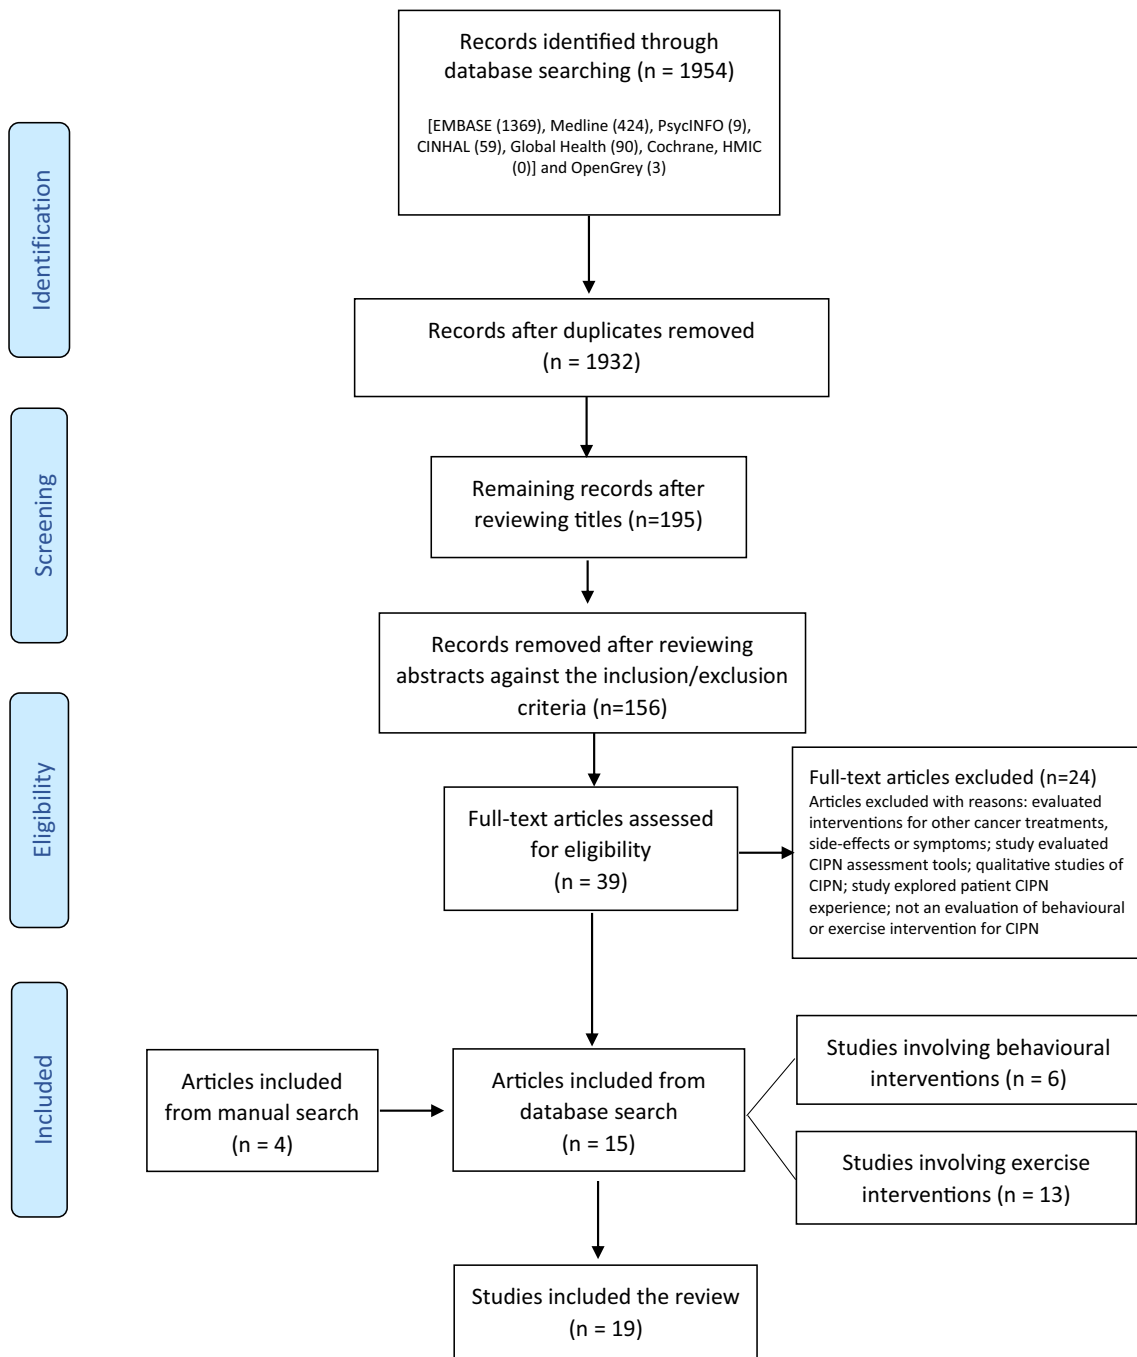 Records identified through
database searching (n = 1954)
[EMBASE (1369), Medline (424), PsycINFO (9),
CINHAL (59), Global Health (90), Cochrane, HMIC
(0)] and OpenGrey (3)
Identification
Records after duplicates removed
(n = 1932)
Screening
Remaining records after
reviewing titles (n=195)
Records removed after reviewing
abstracts against the inclusion/exclusion
criteria (n=156)
Eligibility
Full-text articles assessed
for eligibility
(n = 39)
Full-text articles excluded (n=24)
Articles excluded with reasons: evaluated
interventions for other cancer treatments,
side-effects or symptoms; study evaluated
CIPN assessment tools; qualitative studies of
CIPN; study explored patient CIPN
experience; not an evaluation of behavioural
or exercise intervention for CIPN
Included
Articles included
from manual search
(n = 4)
Articles included from
database search
(n = 15)
Studies involving behavioural
interventions (n = 6)
Studies involving exercise
interventions (n = 13)
Studies included the review
(n = 19)